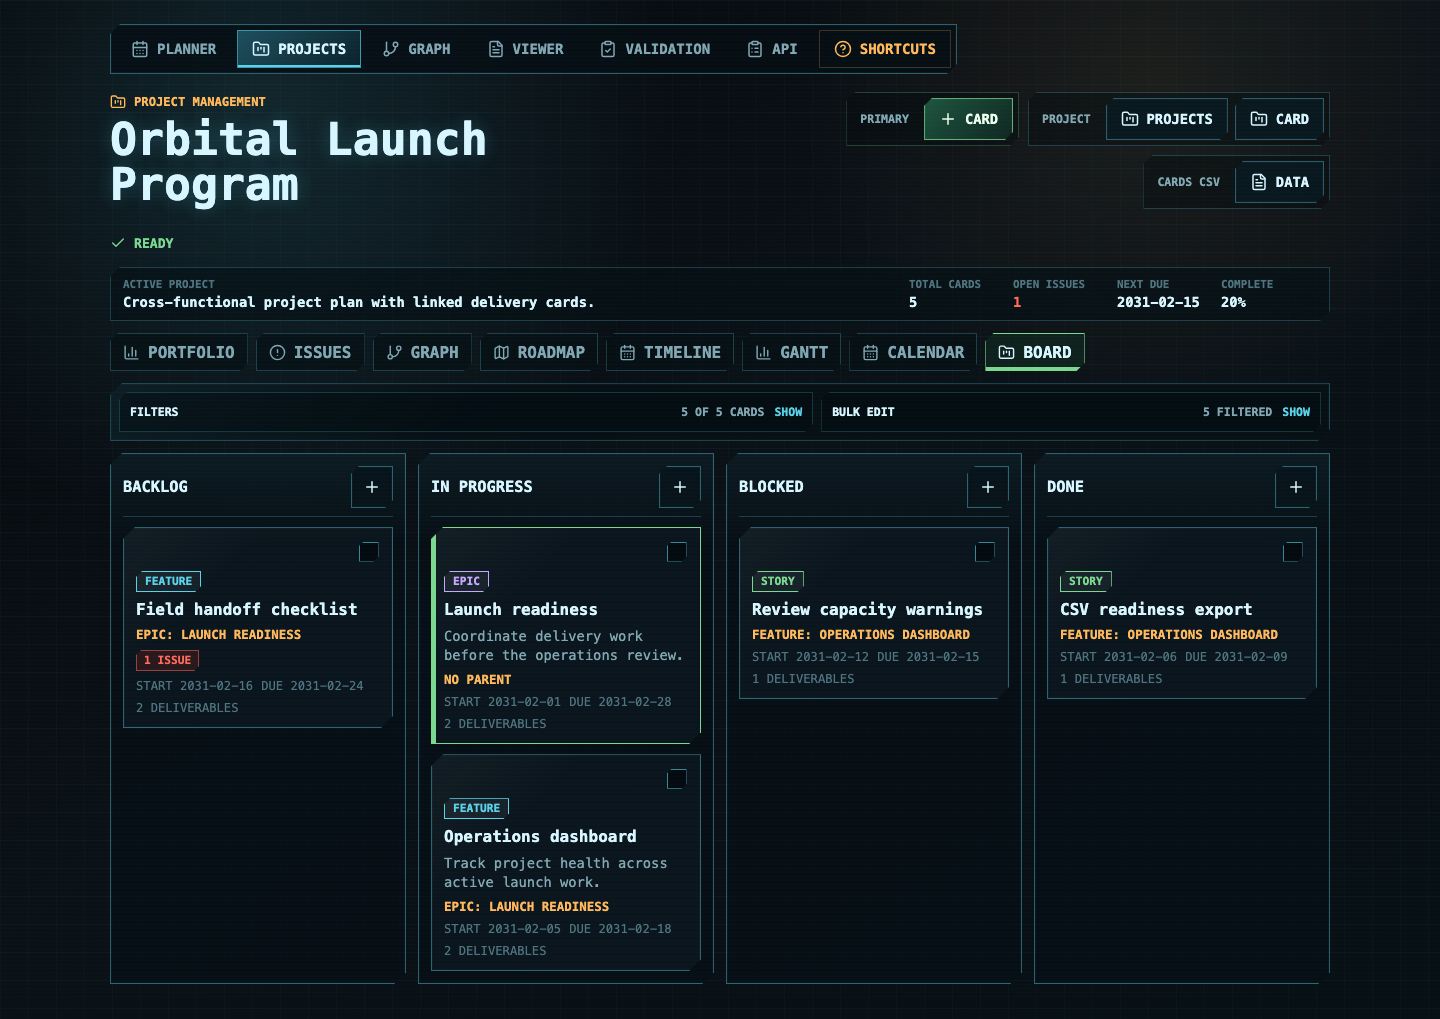 PLANNER
PROJECTS
GRAPH
VIEWER
VALIDATION
API
SHORTCUTS
PROJECT MANAGEMENT
Orbital Launch
Program
PRIMARY
CARD
PROJECT
PROJECTS
CARD
CARDS CSV
DATA
READY
ACTIVE PROJECT
Cross-functional project plan with linked delivery cards.
TOTAL CARDS
5
OPEN ISSUES
1
NEXT DUE
2031-02-15
COMPLETE
20%
PORTFOLIO
ISSUES
GRAPH
ROADMAP
TIMELINE
GANTT
CALENDAR
BOARD
FILTERS
5 OF 5 CARDS SHOW
BULK EDIT
5 FILTERED SHOW
BACKLOG
FEATURE
Field handoff checklist
EPIC: LAUNCH READINESS
1 ISSUE
START 2031-02-16 DUE 2031-02-24
2 DELIVERABLES
IN PROGRESS
EPIC
Launch readiness
Coordinate delivery work
before the operations review.
NO PARENT
START 2031-02-01 DUE 2031-02-28
2 DELIVERABLES
FEATURE
Operations dashboard
Track project health across
active launch work.
EPIC: LAUNCH READINESS
START 2031-02-05 DUE 2031-02-18
2 DELIVERABLES
BLOCKED
STORY
Review capacity warnings
FEATURE: OPERATIONS DASHBOARD
START 2031-02-12 DUE 2031-02-15
1 DELIVERABLES
DONE
STORY
CSV readiness export
FEATURE: OPERATIONS DASHBOARD
START 2031-02-06 DUE 2031-02-09
1 DELIVERABLES